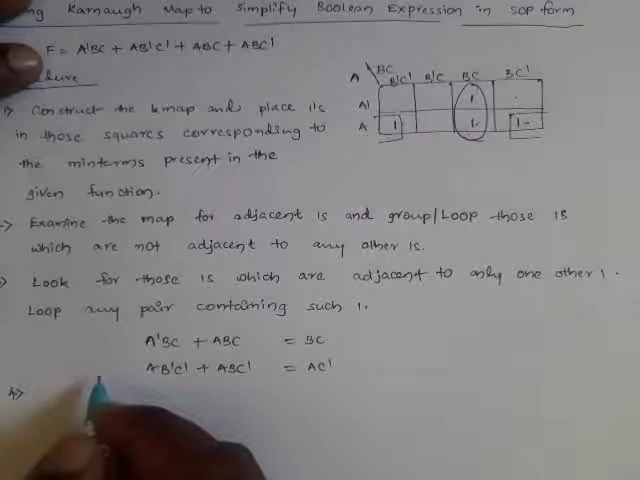 Karnaugh Map to Simplify Boolean Expression in SOP form
F = A'BC + AB'C' + ABC + ABC'
A BC
B'C' B'C BC BC'
A' 1
A 1 1 1
1) Construct the kmap and place 1s
in those squares corresponding to
the minterms present in the
given function.
Examine the map for adjacent 1s and group/Loop those 1s
which are not adjacent to any other 1s.
Look for those 1s which are adjacent to only one other 1.
Loop any pair containing such 1.
A'BC + ABC = BC
AB'C' + ABC' = AC'
4>